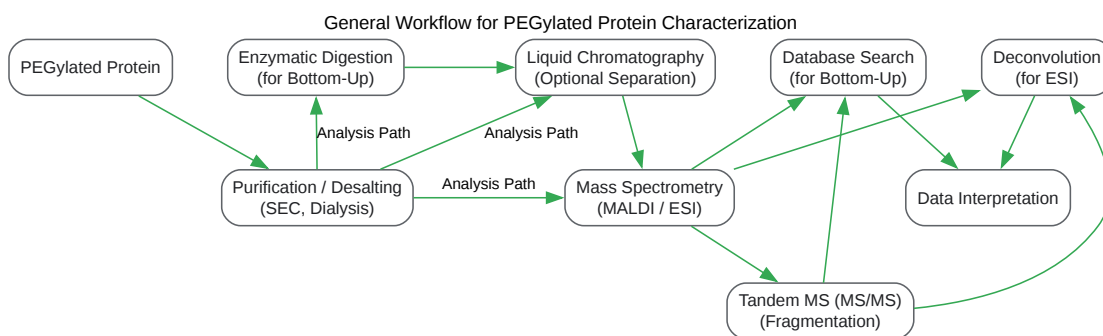 General Workflow for PEGylated Protein Characterization
PEGylated Protein
Enzymatic Digestion
(for Bottom-Up)
Liquid Chromatography
(Optional Separation)
Database Search
(for Bottom-Up)
Deconvolution
(for ESI)
Analysis Path
Analysis Path
Purification / Desalting
(SEC, Dialysis)
Analysis Path
Mass Spectrometry
(MALDI / ESI)
Data Interpretation
Tandem MS (MS/MS)
(Fragmentation)